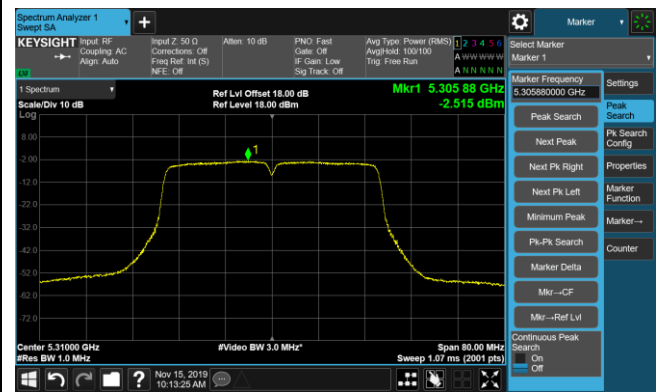 Spectrum Analyzer 1
Swept SA
Marker
KEYSIGHT
Input: RF
Coupling: AC
Align: Auto
Input Z: 50 Ω
Corrections: Off
Freq Ref: Int (S)
NFE: Off
Atten: 10 dB
PNO: Fast
Gate: Off
IF Gain: Low
Sig Track: Off
Avg Type: Power (RMS)
Avg|Hold: 100/100
Trig: Free Run
1 2 3 4 5 6
A W W W W W
A N N N N N
LXI
Select Marker
Marker 1
1 Spectrum
Scale/Div 10 dB
Log
Ref Lvl Offset 18.00 dB
Ref Level 18.00 dBm
Mkr1 5.305 88 GHz
-2.515 dBm
8.00
-2.00
-12.0
-22.0
-32.0
-42.0
-52.0
-62.0
-72.0
1
Center 5.31000 GHz
#Res BW 1.0 MHz
#Video BW 3.0 MHz*
Span 80.00 MHz
Sweep 1.07 ms (2001 pts)
Marker Frequency
5.305880000 GHz
Peak Search
Next Peak
Next Pk Right
Next Pk Left
Minimum Peak
Pk-Pk Search
Marker Delta
Mkr→CF
Mkr→Ref Lvl
Continuous Peak
Search
On
Off
Settings
Peak
Search
Pk Search
Config
Properties
Marker
Function
Marker→
Counter
?
Nov 15, 2019
10:13:25 AM